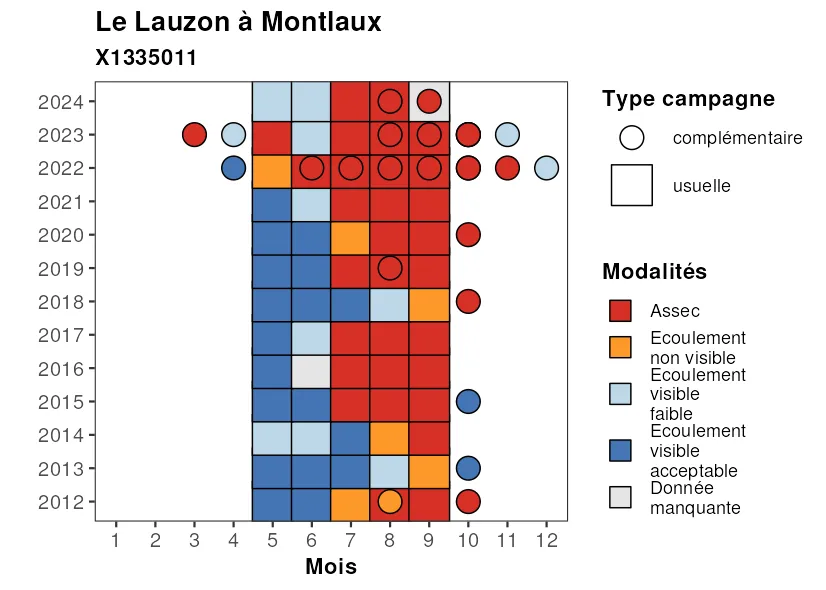 Le Lauzon à Montlaux
X1335011
2024
2023
2022
2021
2020
2019
2018
2017
2016
2015
2014
2013
2012
1 2 3 4 5 6 7 8 9 10 11 12
Mois
Type campagne
complémentaire
usuelle
Modalités
Assec
Ecoulement
non visible
Ecoulement
visible
faible
Ecoulement
visible
acceptable
Donnée
manquante